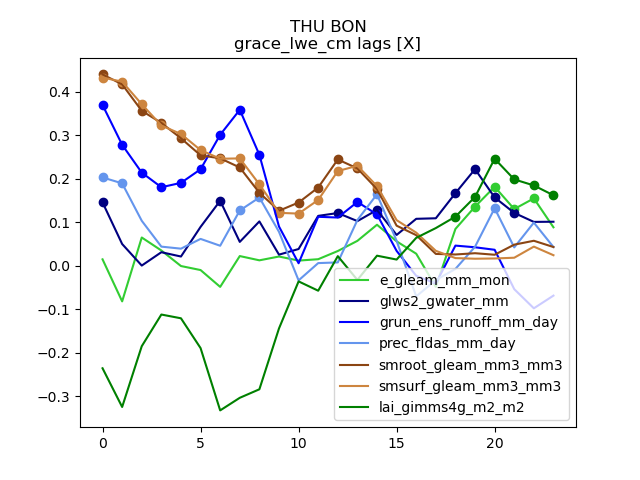 THU BON
grace_lwe_cm lags [X]
0.4
0.3
0.2
0.1
0.0
−0.1
−0.2
−0.3
0 5 10 15 20
e_gleam_mm_mon
glws2_gwater_mm
grun_ens_runoff_mm_day
prec_fldas_mm_day
smroot_gleam_mm3_mm3
smsurf_gleam_mm3_mm3
lai_gimms4g_m2_m2